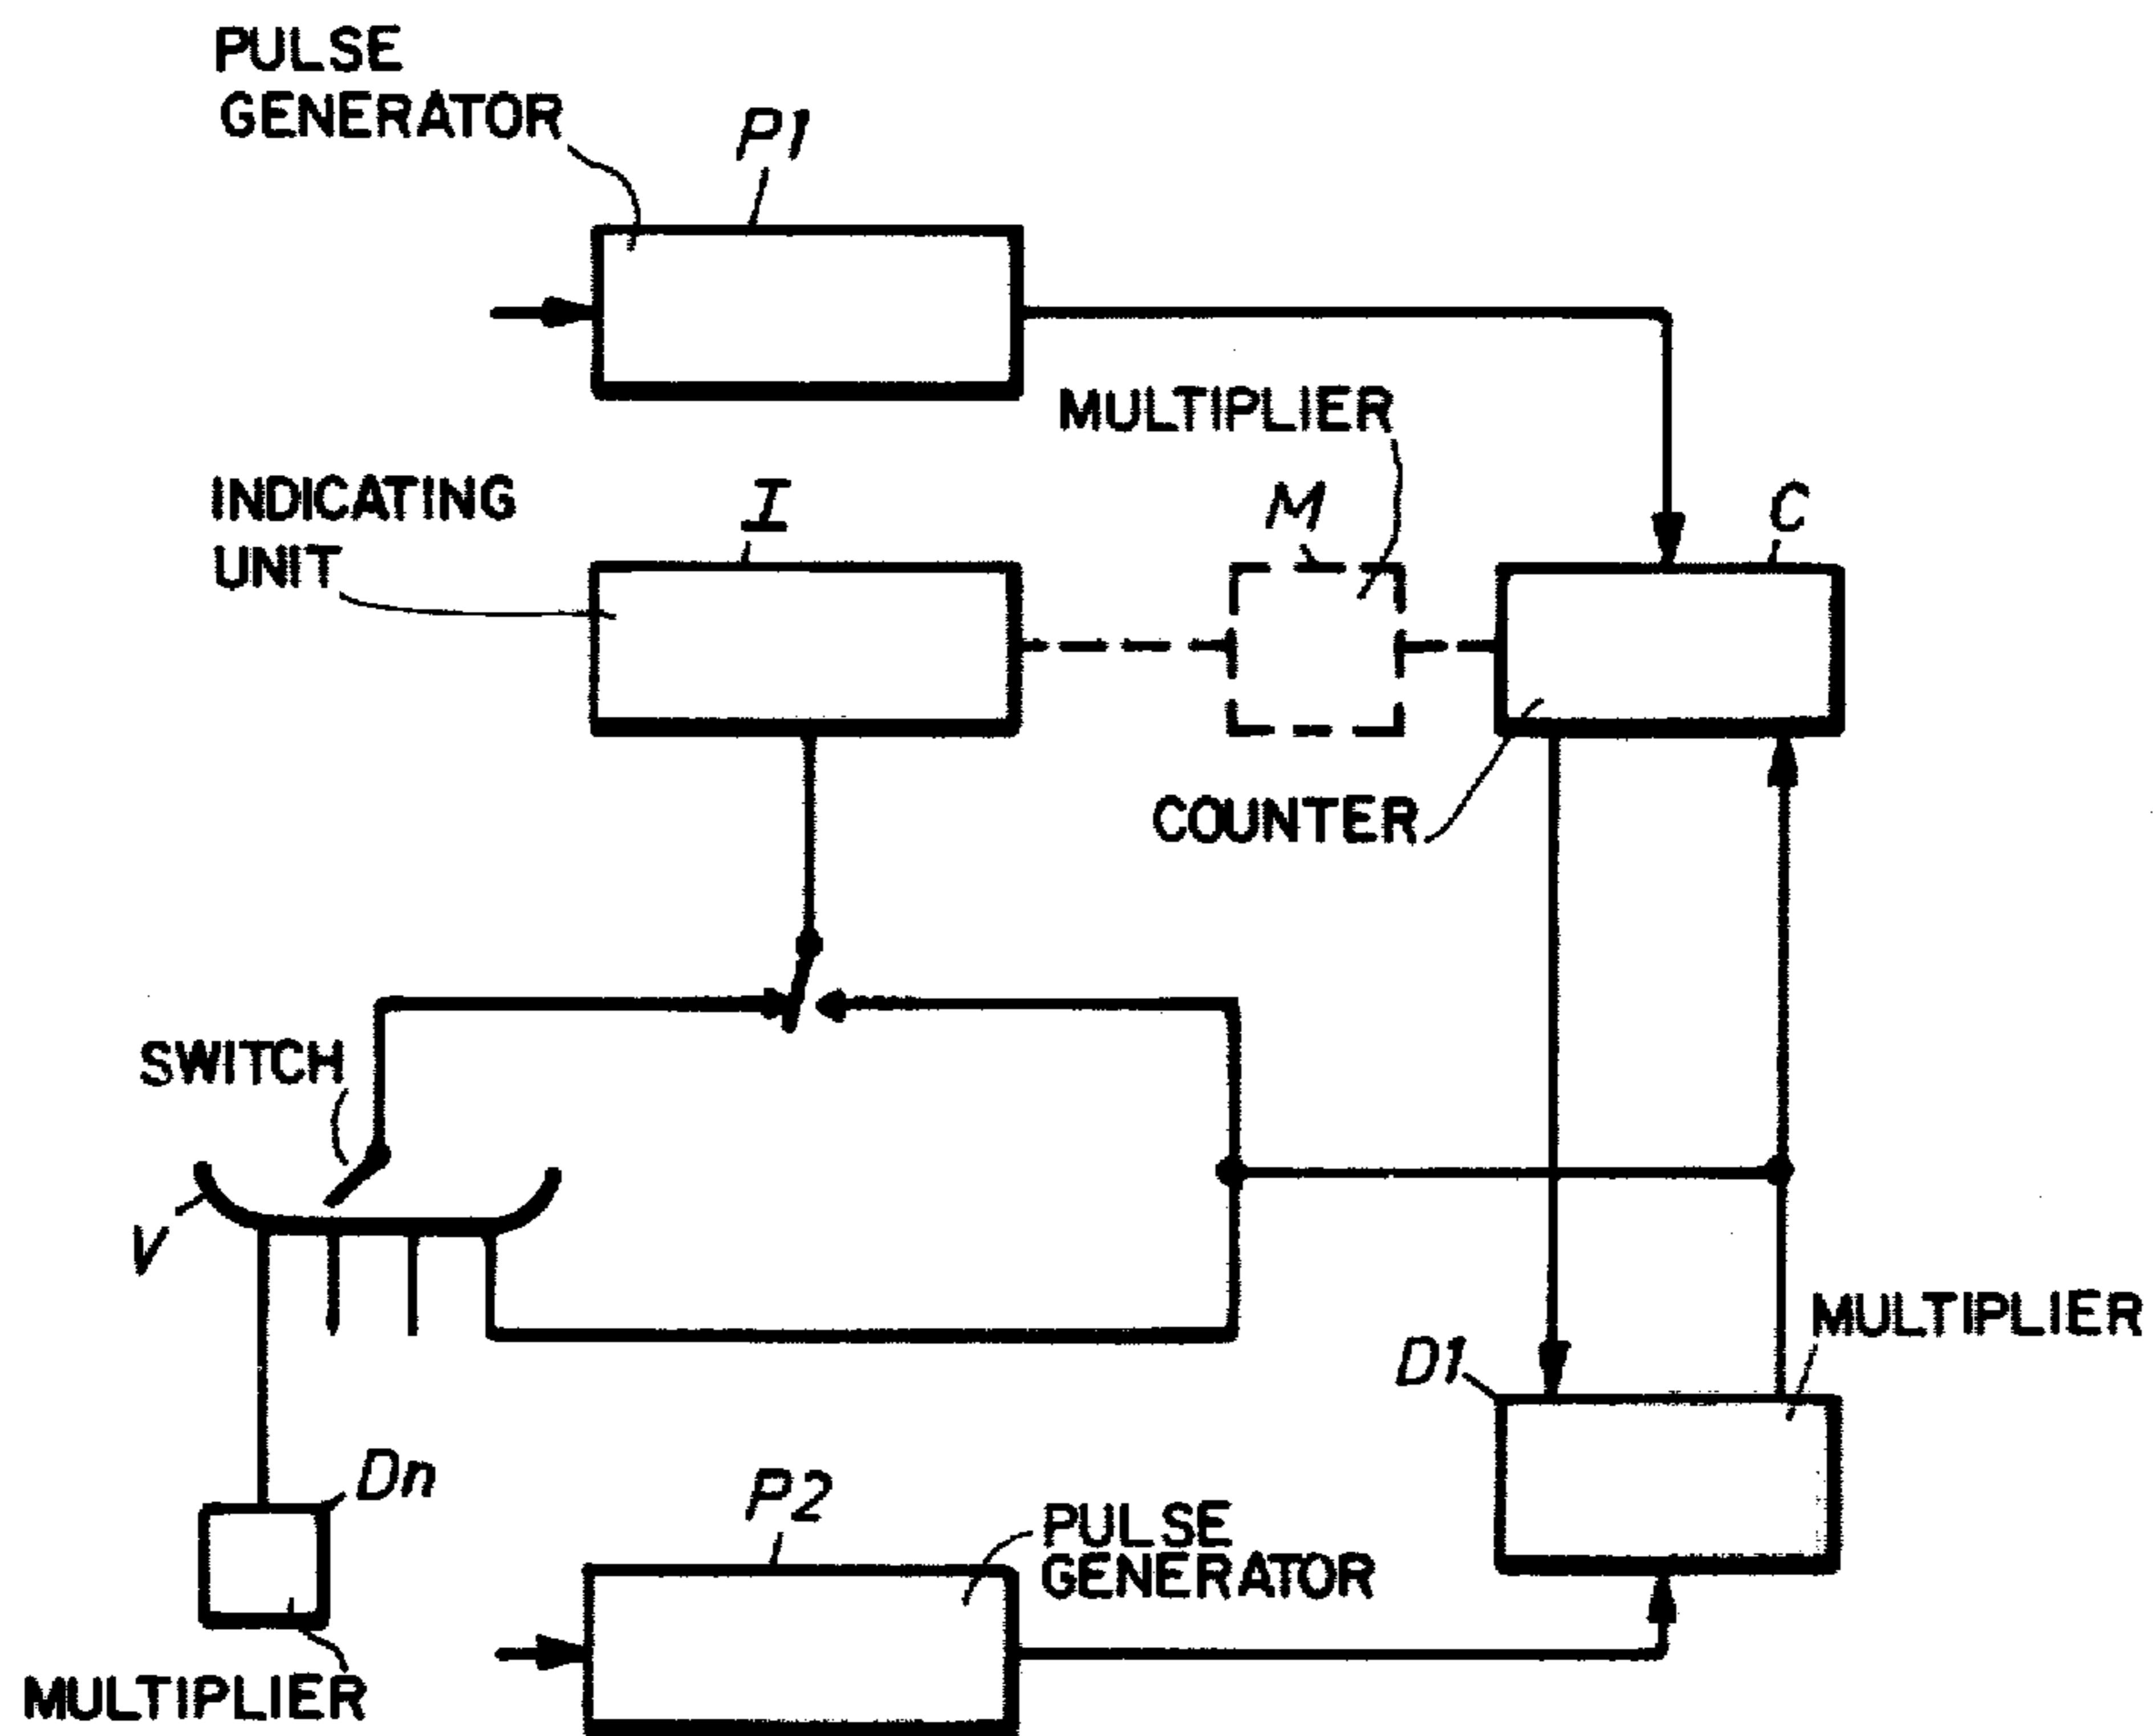 PULSE
GENERATOR
P1
MULTIPLIER
INDICATING
UNIT
I
M
C
COUNTER
SWITCH
V
MULTIPLIER
D1
Dn
P2
PULSE
GENERATOR
MULTIPLIER